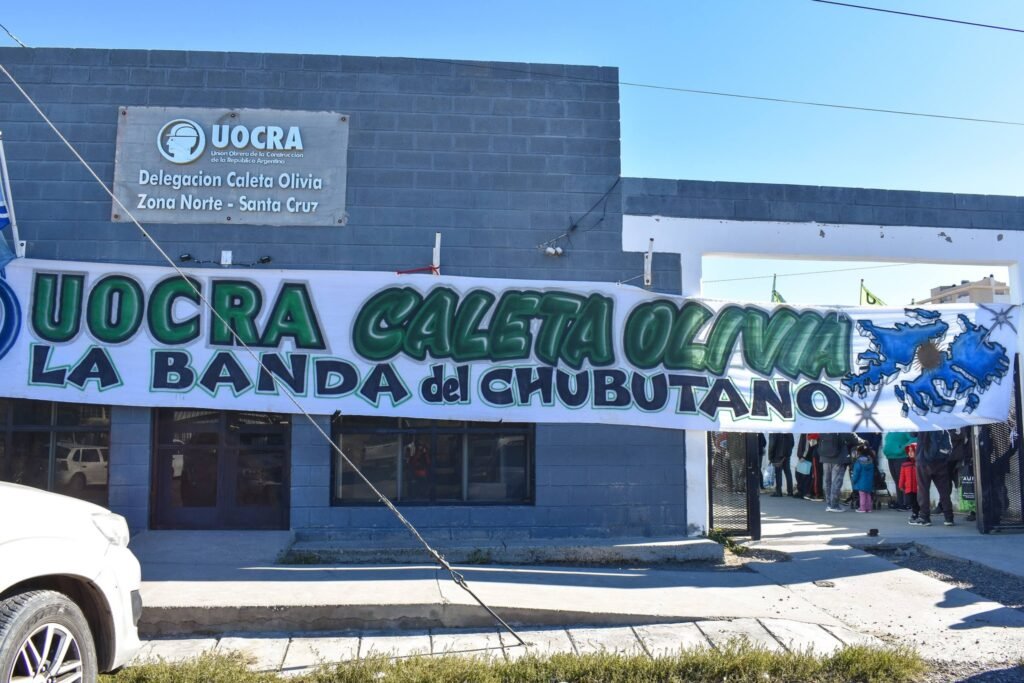 UOCRA
Unión Obrera de la Construcción
de la República Argentina
Delegacion Caleta Olivia
Zona Norte - Santa Cruz
UOCRA CALETA OLIVIA
LA BANDA del CHUBUTANO